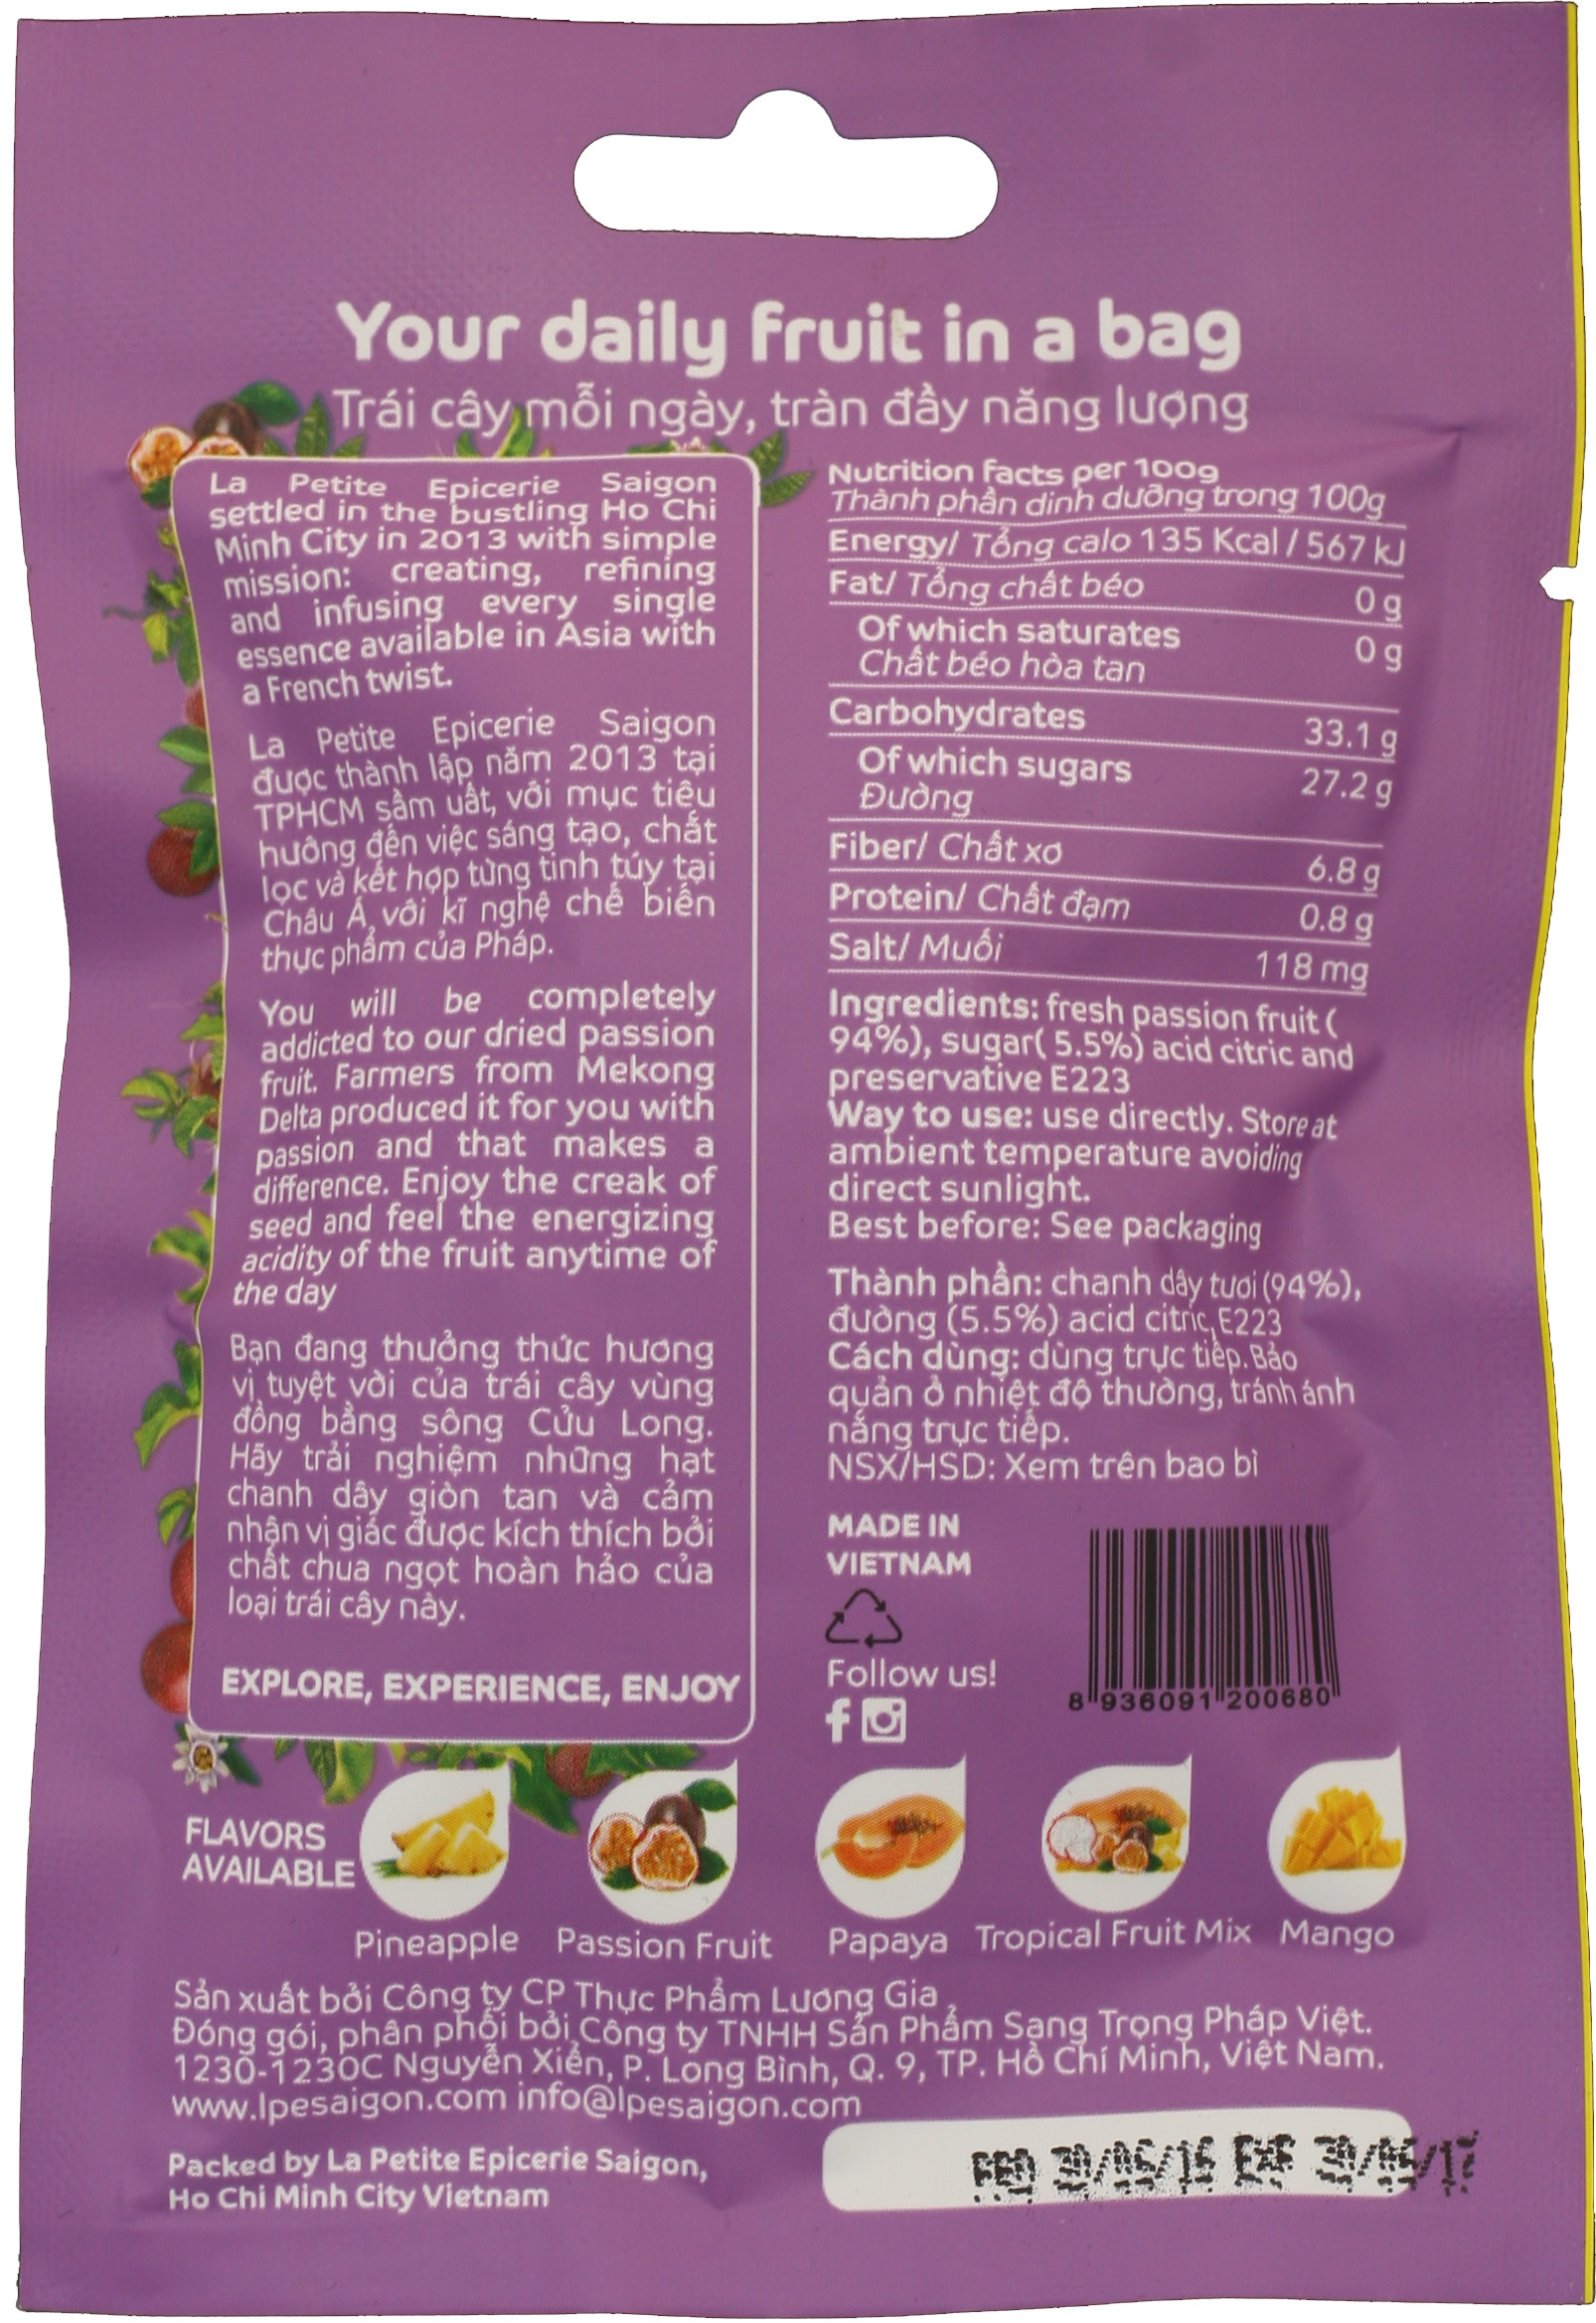 Your daily fruit in a bag
Trái cây mỗi ngày, tràn đầy năng lượng
La Petite Epicerie Saigon
settled in the bustling Ho Chi
Minh City in 2013 with simple
mission: creating, refining
and infusing every single
essence available in Asia with
a French twist.
La Petite Epicerie Saigon
được thành lập năm 2013 tại
TPHCM sầm uất, với mục tiêu
hướng đến việc sáng tạo, chắt
lọc và kết hợp từng tinh túy tại
Châu Á, với kĩ nghệ chế biến
thực phẩm của Pháp.
You will be completely
addicted to our dried passion
fruit. Farmers from Mekong
Delta produced it for you with
passion and that makes a
difference. Enjoy the creak of
seed and feel the energizing
acidity of the fruit anytime of
the day
Bạn đang thưởng thức hương
vị tuyệt vời của trái cây vùng
đồng bằng sông Cửu Long.
Hãy trải nghiệm những hạt
chanh dây giòn tan và cảm
nhận vị giác được kích thích bởi
chất chua ngọt hoàn hảo của
loại trái cây này.
EXPLORE, EXPERIENCE, ENJOY
Nutrition facts per 100g
Thành phần dinh dưỡng trong 100g
Energy/ Tổng calo 135 Kcal / 567 kJ
Fat/ Tổng chất béo 0 g
Of which saturates 0 g
Chất béo hòa tan
Carbohydrates 33.1 g
Of which sugars 27.2 g
Đường
Fiber/ Chất xơ 6.8 g
Protein/ Chất đạm 0.8 g
Salt/ Muối 118 mg
Ingredients: fresh passion fruit (
94%), sugar( 5.5%) acid citric and
preservative E223
Way to use: use directly. Store at
ambient temperature avoiding
direct sunlight.
Best before: See packaging
Thành phần: chanh dây tươi (94%),
đường (5.5%) acid citric, E223
Cách dùng: dùng trực tiếp. Bảo
quản ở nhiệt độ thường, tránh ánh
nắng trực tiếp.
NSX/HSD: Xem trên bao bì
MADE IN
VIETNAM
Follow us!
8 936091 200680
FLAVORS
AVAILABLE
Pineapple Passion Fruit Papaya Tropical Fruit Mix Mango
Sản xuất bởi Công ty CP Thực Phẩm Lương Gia
Đóng gói, phân phối bởi Công ty TNHH Sản Phẩm Sang Trọng Pháp Việt.
1230-1230C Nguyễn Xiển, P. Long Bình, Q. 9, TP. Hồ Chí Minh, Việt Nam.
www.lpesaigon.com info@lpesaigon.com
Packed by La Petite Epicerie Saigon,
Ho Chi Minh City Vietnam